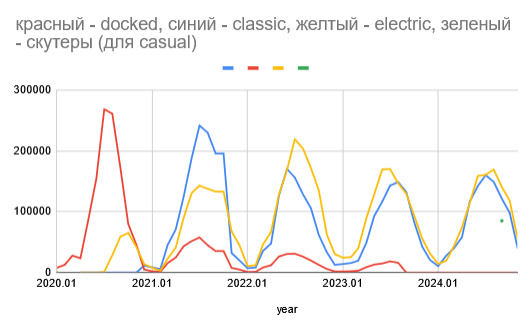 красный - docked, синий - classic, желтый - electric, зеленый
- скутеры (для casual)
300000
200000
100000
0
2020.01 2021.01 2022.01 2023.01 2024.01
year